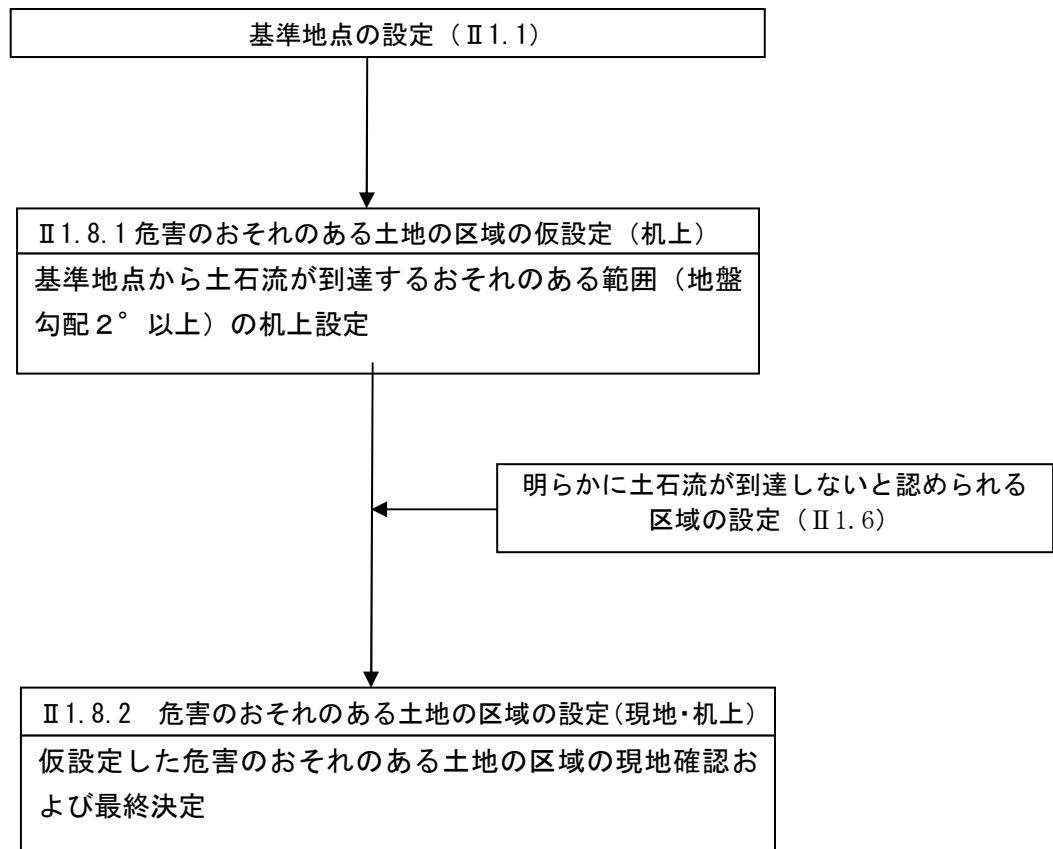 基準地点の設定（Ⅱ1.1）
Ⅱ1.8.1 危害のおそれのある土地の区域の仮設定（机上）
基準地点から土石流が到達するおそれのある範囲（地盤
勾配２°以上）の机上設定
明らかに土石流が到達しないと認められる
区域の設定（Ⅱ1.6）
Ⅱ1.8.2　危害のおそれのある土地の区域の設定(現地・机上)
仮設定した危害のおそれのある土地の区域の現地確認お
よび最終決定